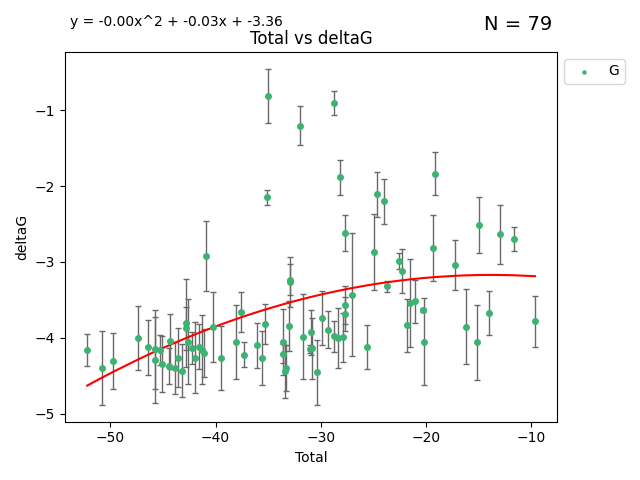 y = -0.00x^2 + -0.03x + -3.36
N = 79
Total vs deltaG
G
deltaG
−1
−2
−3
−4
−5
−50
−40
−30
−20
−10
Total